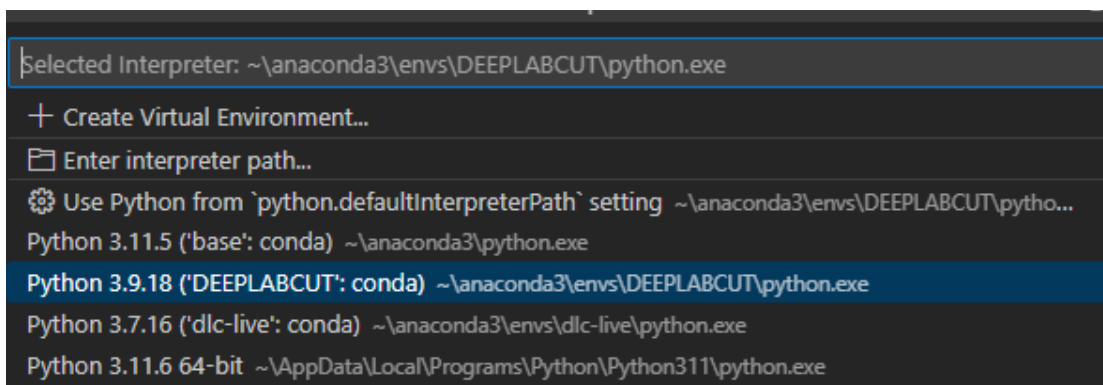 Selected Interpreter: ~\anaconda3\envs\DEEPLABCUT\python.exe
+ Create Virtual Environment...
Enter interpreter path...
Use Python from `python.defaultInterpreterPath` setting ~\anaconda3\envs\DEEPLABCUT\pytho...
Python 3.11.5 ('base': conda) ~\anaconda3\python.exe
Python 3.9.18 ('DEEPLABCUT': conda) ~\anaconda3\envs\DEEPLABCUT\python.exe
Python 3.7.16 ('dlc-live': conda) ~\anaconda3\envs\dlc-live\python.exe
Python 3.11.6 64-bit ~\AppData\Local\Programs\Python\Python311\python.exe